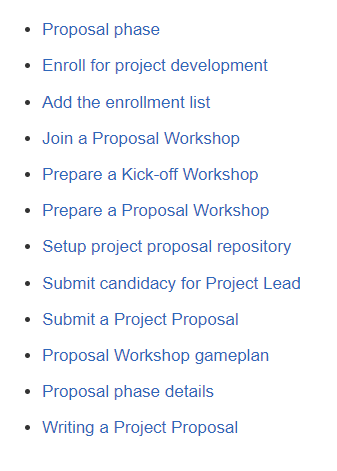 Proposal phase
Enroll for project development
Add the enrollment list
Join a Proposal Workshop
Prepare a Kick-off Workshop
Prepare a Proposal Workshop
Setup project proposal repository
Submit candidacy for Project Lead
Submit a Project Proposal
Proposal Workshop gameplan
Proposal phase details
Writing a Project Proposal